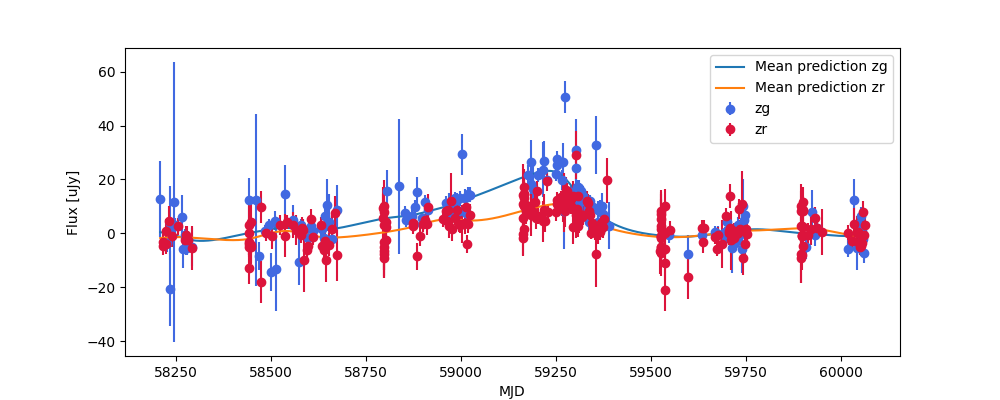 60
40
20
0
−20
−40
Flux [uJy]
58250
58500
58750
59000
59250
59500
59750
60000
MJD
Mean prediction zg
Mean prediction zr
zg
zr